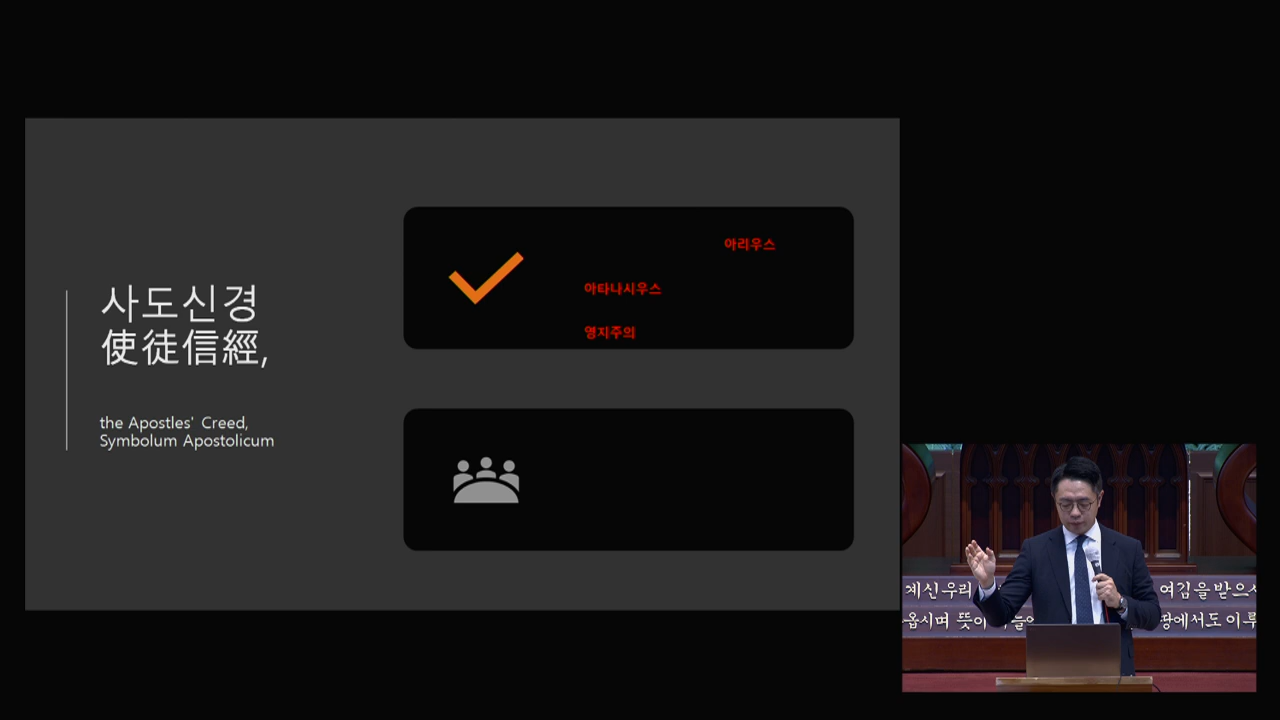 사도신경
使徒信經,
the Apostles' Creed,
Symbolum Apostolicum
아리우스
아타나시우스
영지주의
계신우리
여김을 받으시
옵시며 뜻이
땅에서도 이루